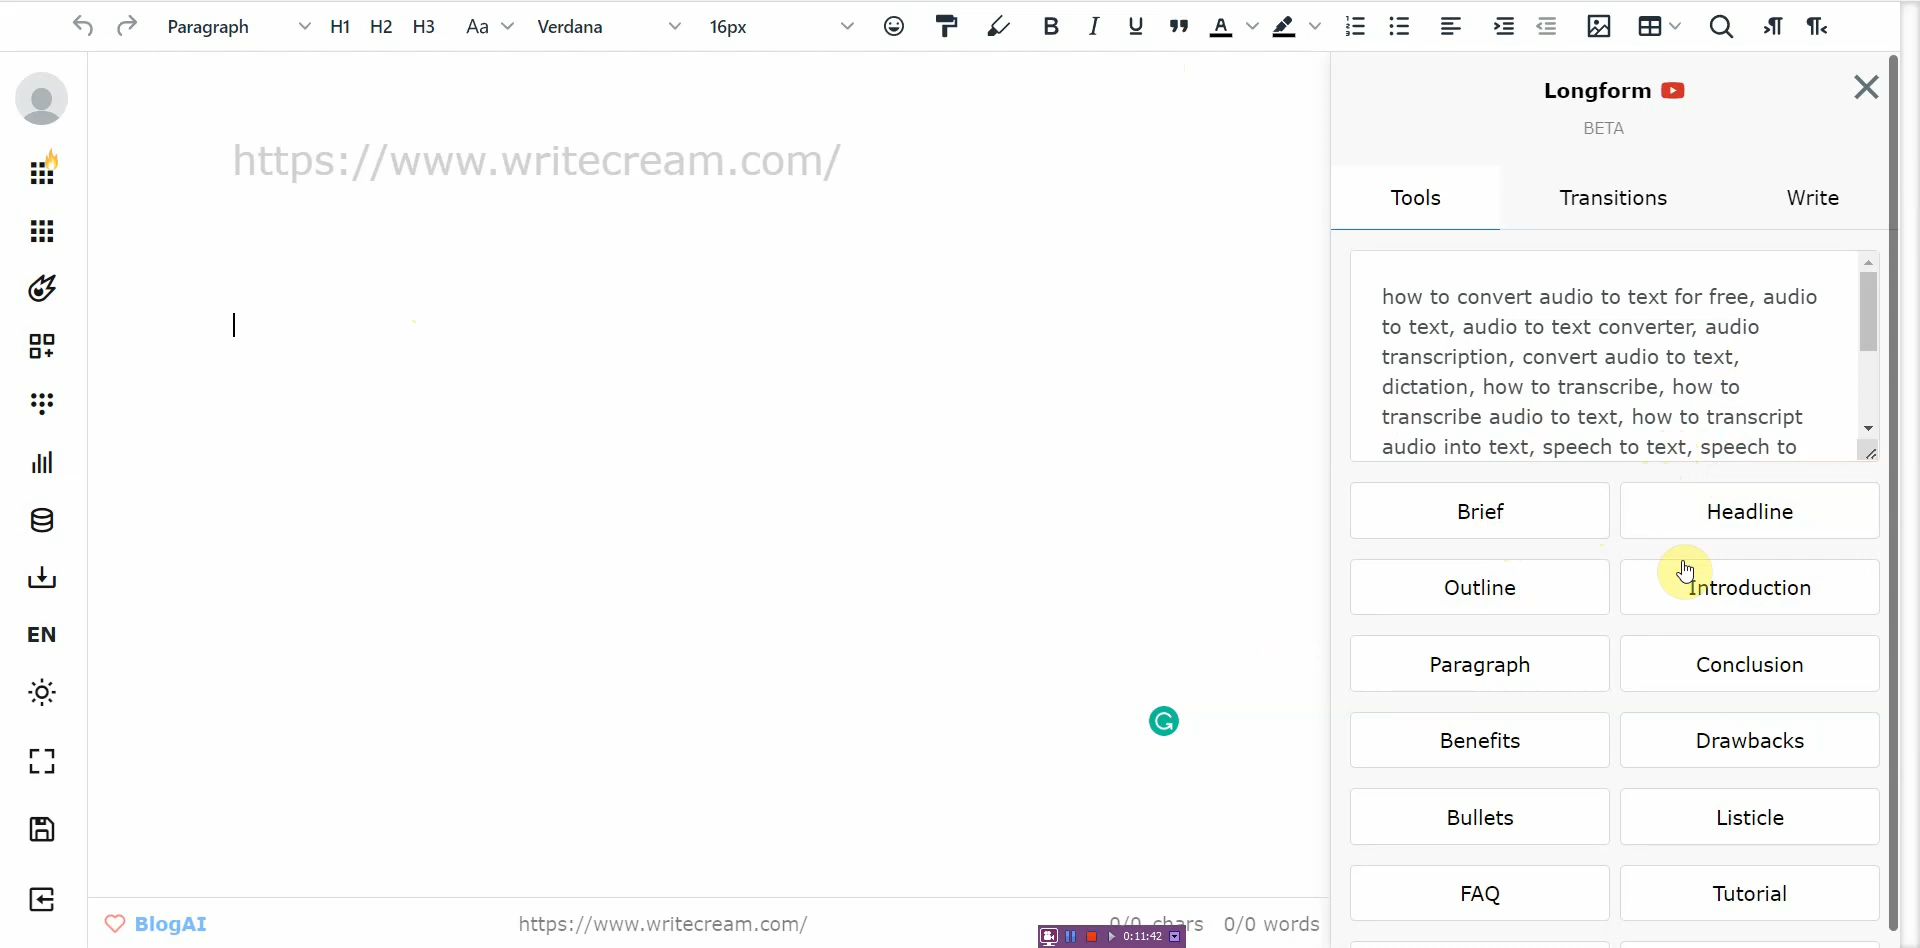 Paragraph H1 H2 H3 Aa Verdana 16px B I U A
https://www.writecream.com/
Longform
BETA
Tools Transitions Write
how to convert audio to text for free, audio
to text, audio to text converter, audio
transcription, convert audio to text,
dictation, how to transcribe, how to
transcribe audio to text, how to transcript
audio into text, speech to text, speech to
Brief Headline
Outline Introduction
Paragraph Conclusion
Benefits Drawbacks
Bullets Listicle
FAQ Tutorial
EN
BlogAI https://www.writecream.com/ 0/0 chars 0/0 words
0:11:42